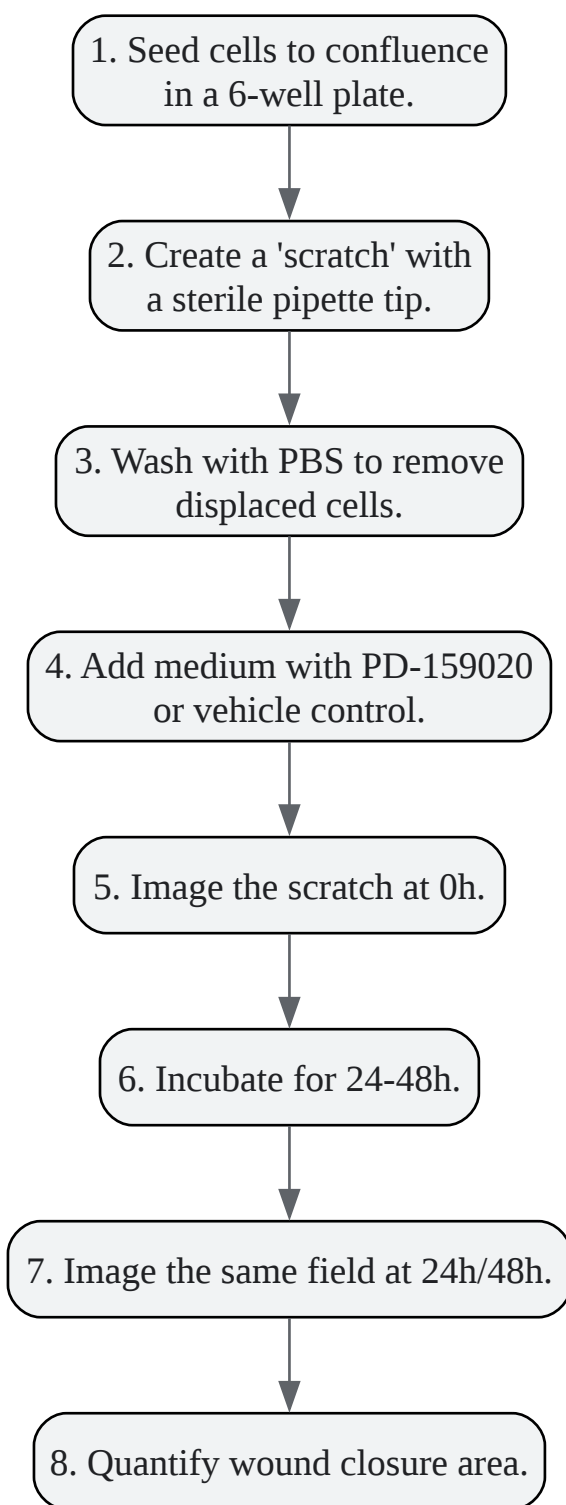 1. Seed cells to confluence
in a 6-well plate.
2. Create a 'scratch' with
a sterile pipette tip.
3. Wash with PBS to remove
displaced cells.
4. Add medium with PD-159020
or vehicle control.
5. Image the scratch at 0h.
6. Incubate for 24-48h.
7. Image the same field at 24h/48h.
8. Quantify wound closure area.